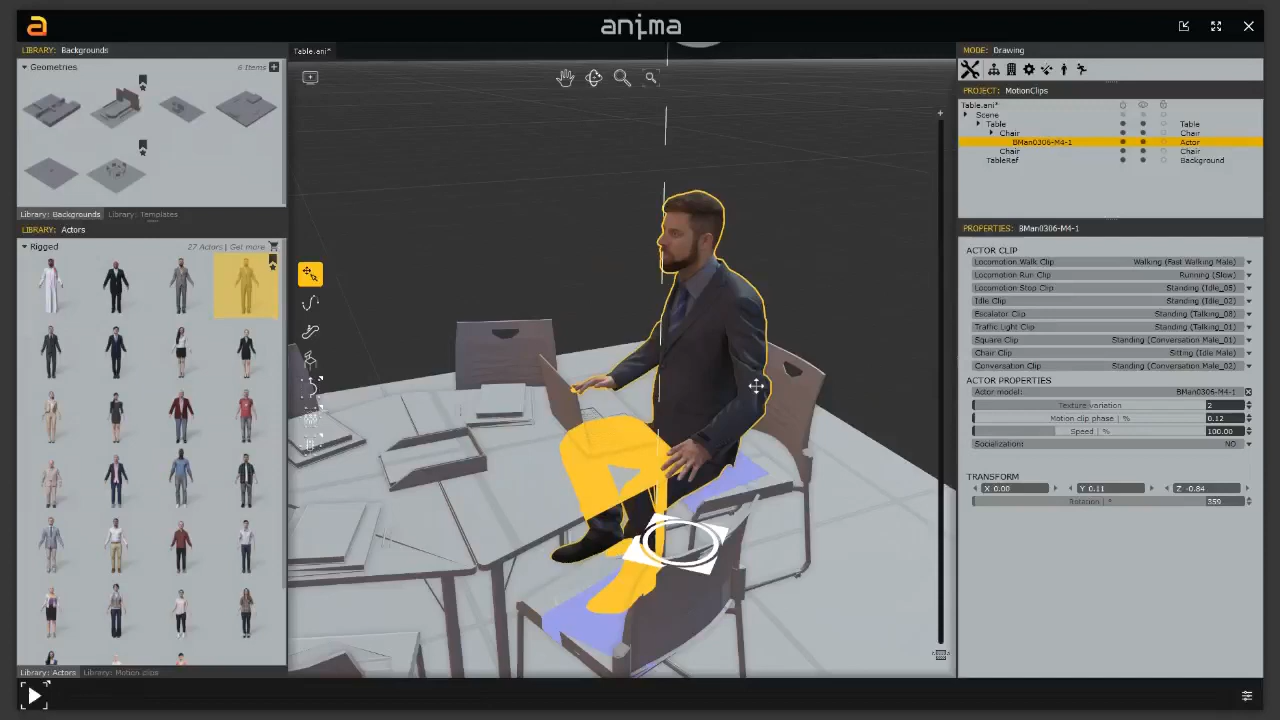 a
anima
LIBRARY: Backgrounds
Geometries
6 Items
Library: Backgrounds
Library: Templates
LIBRARY: Actors
Rigged
27 Actors | Get more
Library: Actors
Library: Motion clips
Table.ani*
MODE: Drawing
PROJECT: MotionClips
Table.ani*
Scene
Table Table
Chair Chair
BMan0306-M4-1 Actor
Chair Chair
TableRef Background
PROPERTIES: BMan0306-M4-1
ACTOR CLIP
Locomotion Walk Clip Walking (Fast Walking Male)
Locomotion Run Clip Running (Slow)
Locomotion Stop Clip Standing (Idle_05)
Idle Clip Standing (Idle_02)
Escalator Clip Standing (Talking_08)
Traffic Light Clip Standing (Talking_01)
Square Clip Standing (Conversation Male_01)
Chair Clip Sitting (Idle Male)
Conversation Clip Standing (Conversation Male_02)
ACTOR PROPERTIES
Actor model: BMan0306-M4-1
Texture variation 2
Motion clip phase | % 0.12
Speed | % 100.00
Socialization: NO
TRANSFORM
X 0.00 Y 0.11 Z -0.84
Rotation | ° 359